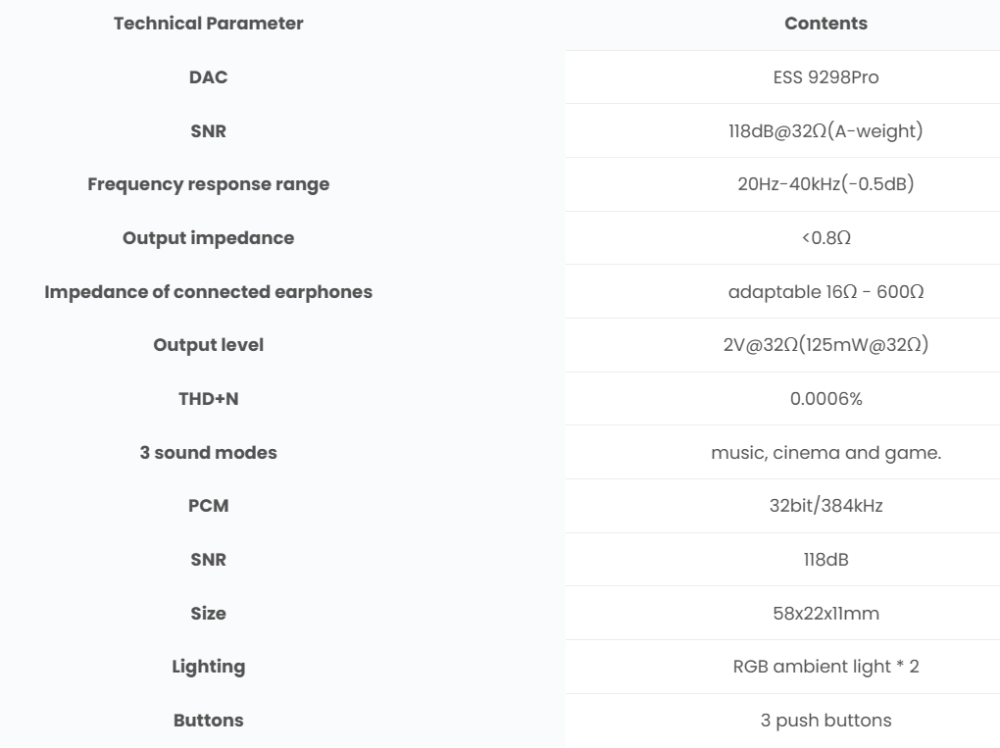 Technical Parameter Contents
DAC ESS 9298Pro
SNR 118dB@32Ω(A-weight)
Frequency response range 20Hz-40kHz(-0.5dB)
Output impedance <0.8Ω
Impedance of connected earphones adaptable 16Ω - 600Ω
Output level 2V@32Ω(125mW@32Ω)
THD+N 0.0006%
3 sound modes music, cinema and game.
PCM 32bit/384kHz
SNR 118dB
Size 58x22x11mm
Lighting RGB ambient light * 2
Buttons 3 push buttons